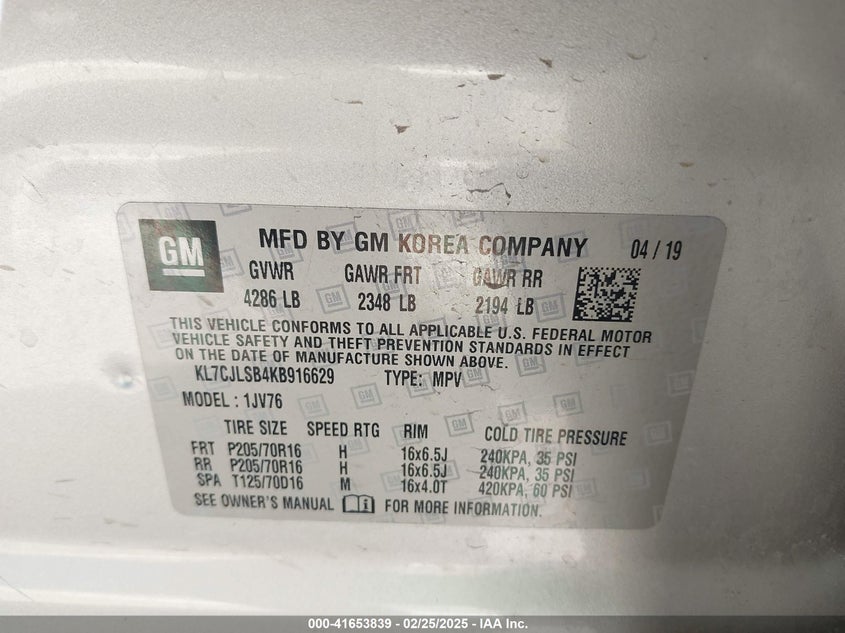 GM
MFD BY GM KOREA COMPANY 04 / 19
GVWR GAWR FRT GAWR RR
4286 LB 2348 LB 2194 LB
THIS VEHICLE CONFORMS TO ALL APPLICABLE U.S. FEDERAL MOTOR
VEHICLE SAFETY AND THEFT PREVENTION STANDARDS IN EFFECT
ON THE DATE OF MANUFACTURE SHOWN ABOVE.
KL7CJLSB4KB916629 TYPE: MPV
MODEL : 1JV76
TIRE SIZE SPEED RTG RIM COLD TIRE PRESSURE
FRT P205/70R16 H 16x6.5J 240KPA, 35 PSI
RR P205/70R16 H 16x6.5J 240KPA, 35 PSI
SPA T125/70D16 M 16x4.0T 420KPA, 60 PSI
SEE OWNER'S MANUAL FOR MORE INFORMATION.
000-41653839 / 02/25/2025 - © IAA Inc.